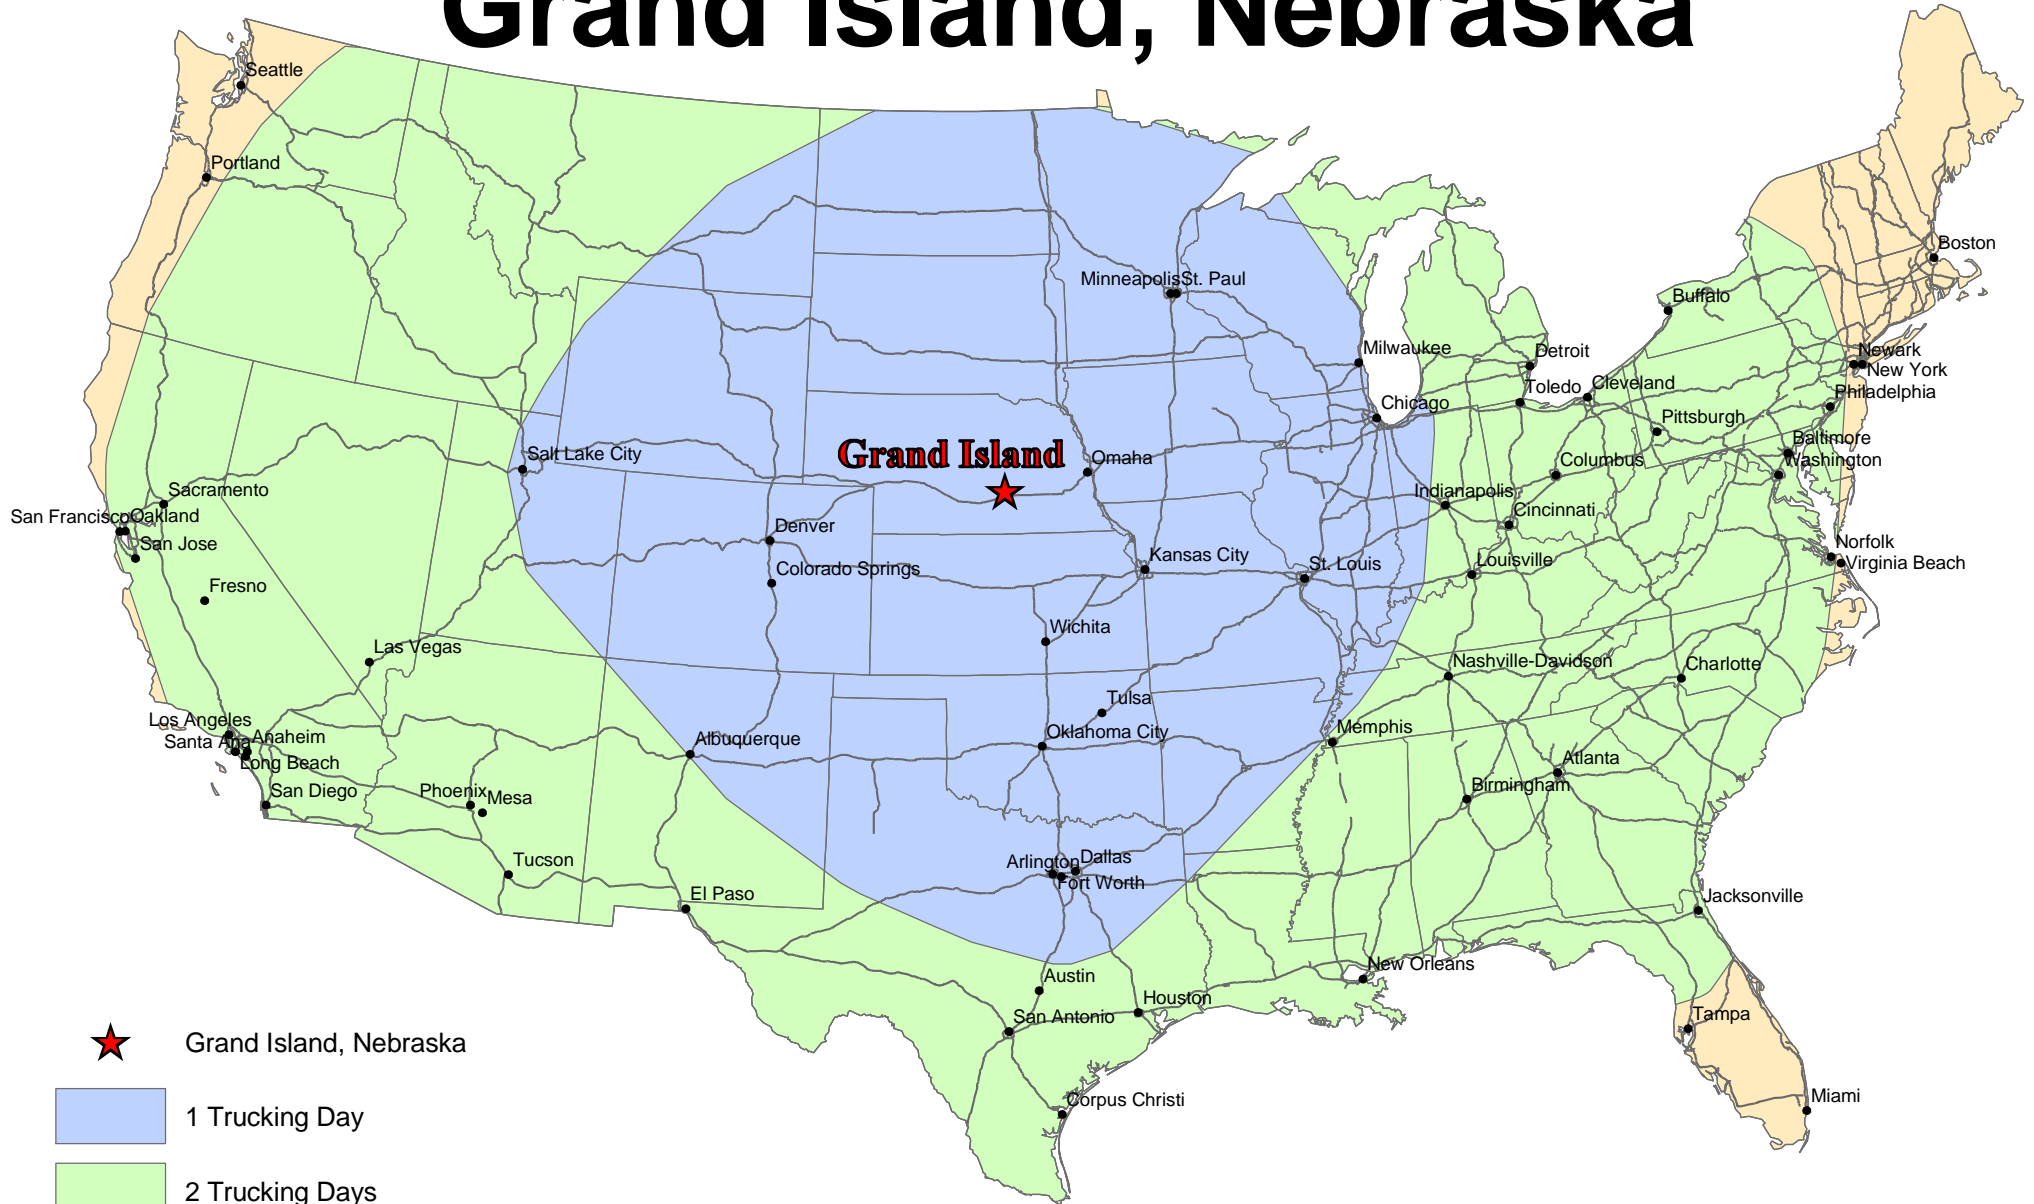 Grand Island, Nebraska
Seattle
Portland
Boston
MinneapolisSt. Paul
Buffalo
Milwaukee
Detroit
Newark
New York
Toledo
Cleveland
Philadelphia
Chicago
Pittsburgh
Baltimore
Grand Island
Salt Lake City
Omaha
Columbus
Washington
Sacramento
Indianapolis
San Francisco
Oakland
Cincinnati
Denver
San Jose
Norfolk
Kansas City
St. Louis
Louisville
Virginia Beach
Colorado Springs
Fresno
Wichita
Las Vegas
Nashville-Davidson
Charlotte
Tulsa
Los Angeles
Memphis
Oklahoma City
Santa Ana
Anaheim
Albuquerque
Long Beach
Atlanta
San Diego
Phoenix
Mesa
Birmingham
Tucson
Arlington
Dallas
Fort Worth
El Paso
Jacksonville
New Orleans
Austin
Houston
San Antonio
Tampa
Grand Island, Nebraska
Corpus Christi
Miami
1 Trucking Day
2 Trucking Days